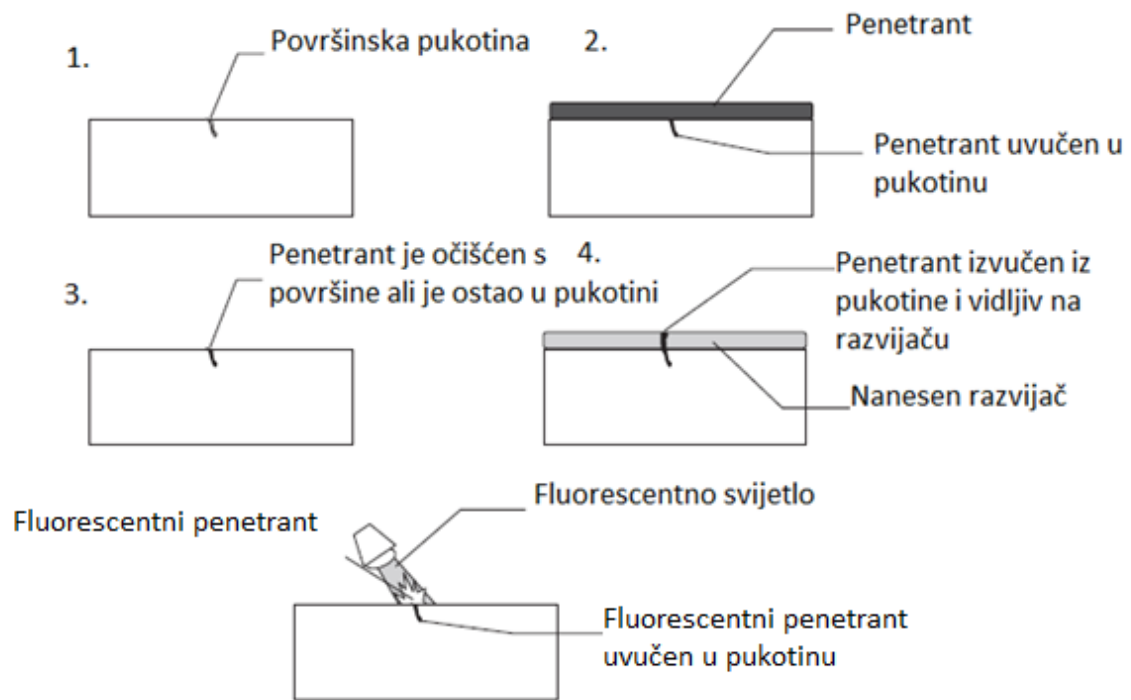 1.
Površinska pukotina
2.
Penetrant
Penetrant uvučen u
pukotinu
3.
Penetrant je očišćen s
površine ali je ostao u pukotini
4.
Penetrant izvučen iz
pukotine i vidljiv na
razvijaču
Nanesen razvijač
Fluorescentni penetrant
Fluorescentno svijetlo
Fluorescentni penetrant
uvučen u pukotinu